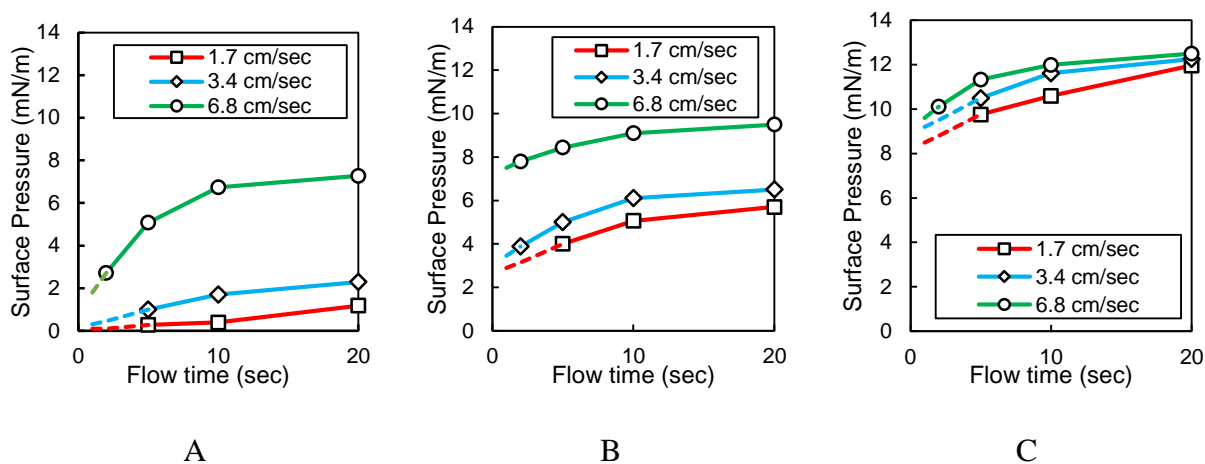 14
12
10
8
6
4
2
0
Surface Pressure (mN/m)
1.7 cm/sec
3.4 cm/sec
6.8 cm/sec
0
10
20
Flow time (sec)
A
14
12
10
8
6
4
2
0
Surface Pressure (mN/m)
1.7 cm/sec
3.4 cm/sec
6.8 cm/sec
0
10
20
Flow time (sec)
B
14
12
10
8
6
4
2
0
Surface Pressure (mN/m)
1.7 cm/sec
3.4 cm/sec
6.8 cm/sec
0
10
20
Flow time (sec)
C